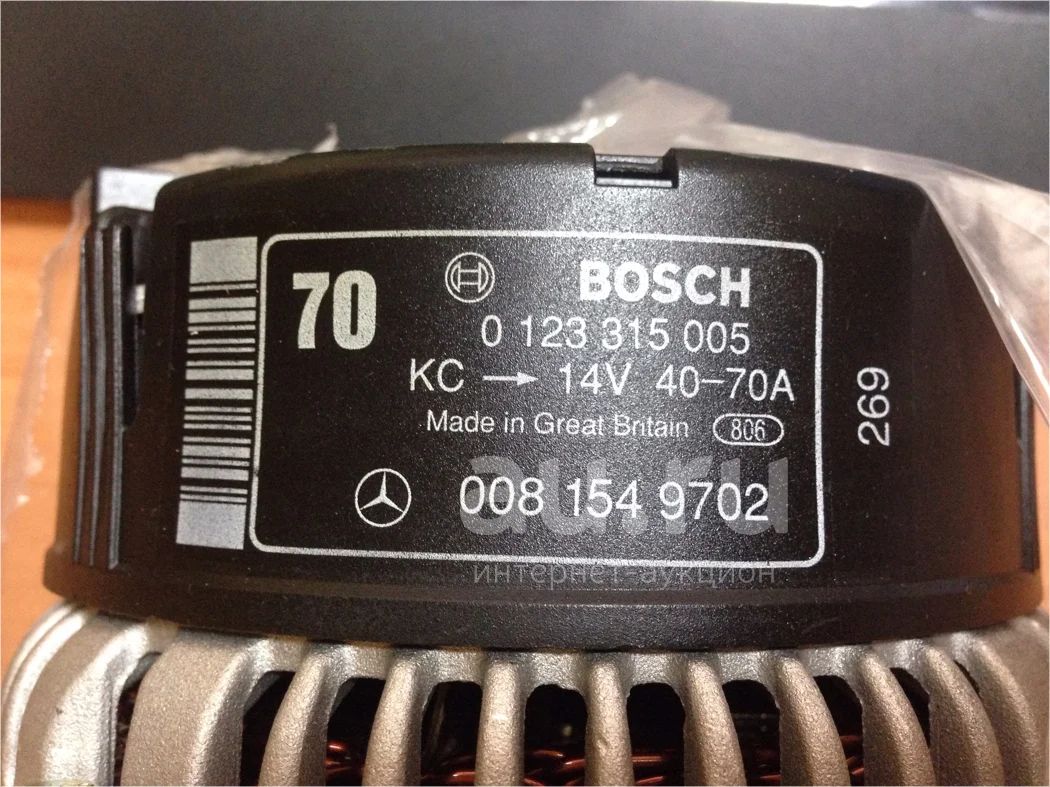 70
BOSCH
0 123 315 005
KC → 14V 40-70A
Made in Great Britain 806
008 154 9702
269
au.ru
интернет-аукцион